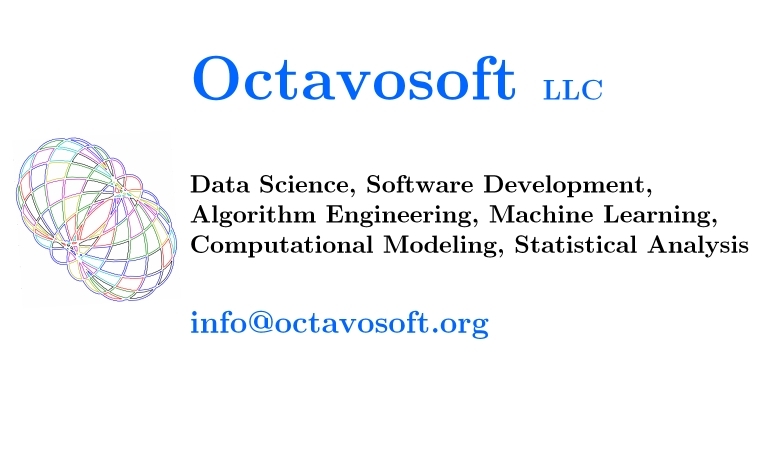 Octavosoft LLC
Data Science, Software Development,
Algorithm Engineering, Machine Learning,
Computational Modeling, Statistical Analysis
info@octavosoft.org